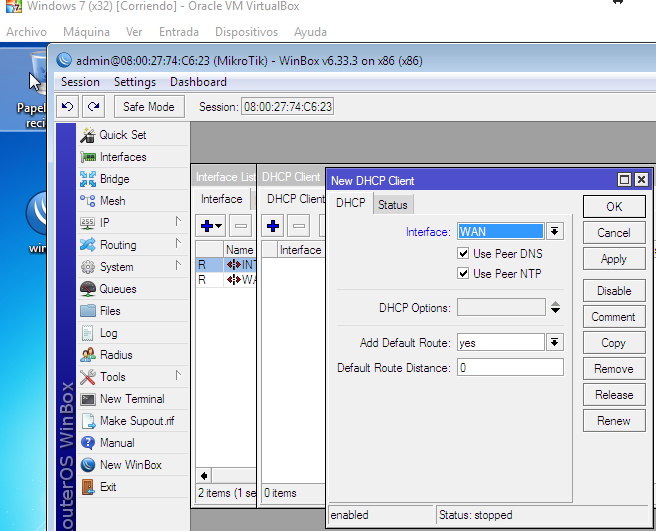 Windows 7 (x32) [Corriendo] - Oracle VM VirtualBox
Archivo Máquina Ver Entrada Dispositivos Ayuda
admin@08:00:27:74:C6:23 (MikroTik) - WinBox v6.33.3 on x86 (x86)
Session Settings Dashboard
Safe Mode Session: 08:00:27:74:C6:23
Papel
reci
win
Quick Set
Interfaces
Bridge
Mesh
IP
Routing
System
Queues
Files
Log
Radius
Tools
New Terminal
Make Supout.rif
Manual
New WinBox
Exit
outerOS WinBox
Interface List
Interface
Name
R INT
R WA
2 items (1 se
DHCP Client
DHCP Client
Interface
0 items
New DHCP Client
DHCP Status
Interface: WAN
Use Peer DNS
Use Peer NTP
DHCP Options:
Add Default Route: yes
Default Route Distance: 0
OK
Cancel
Apply
Disable
Comment
Copy
Remove
Release
Renew
enabled Status: stopped